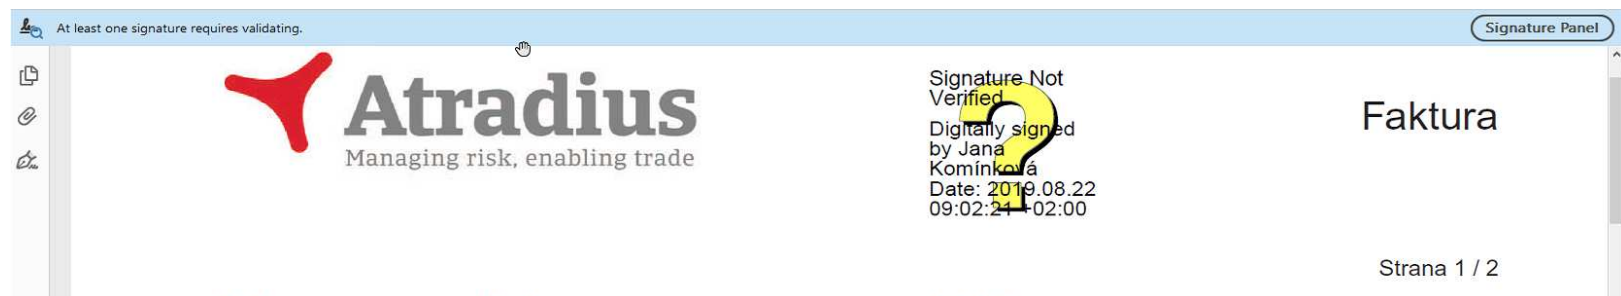 At least one signature requires validating.
Signature Panel
Atradius
Managing risk, enabling trade
Signature Not
Verified
Digitally signed
by Jana
Komínková
Date: 2019.08.22
09:02:21 +02:00
Faktura
Strana 1 / 2